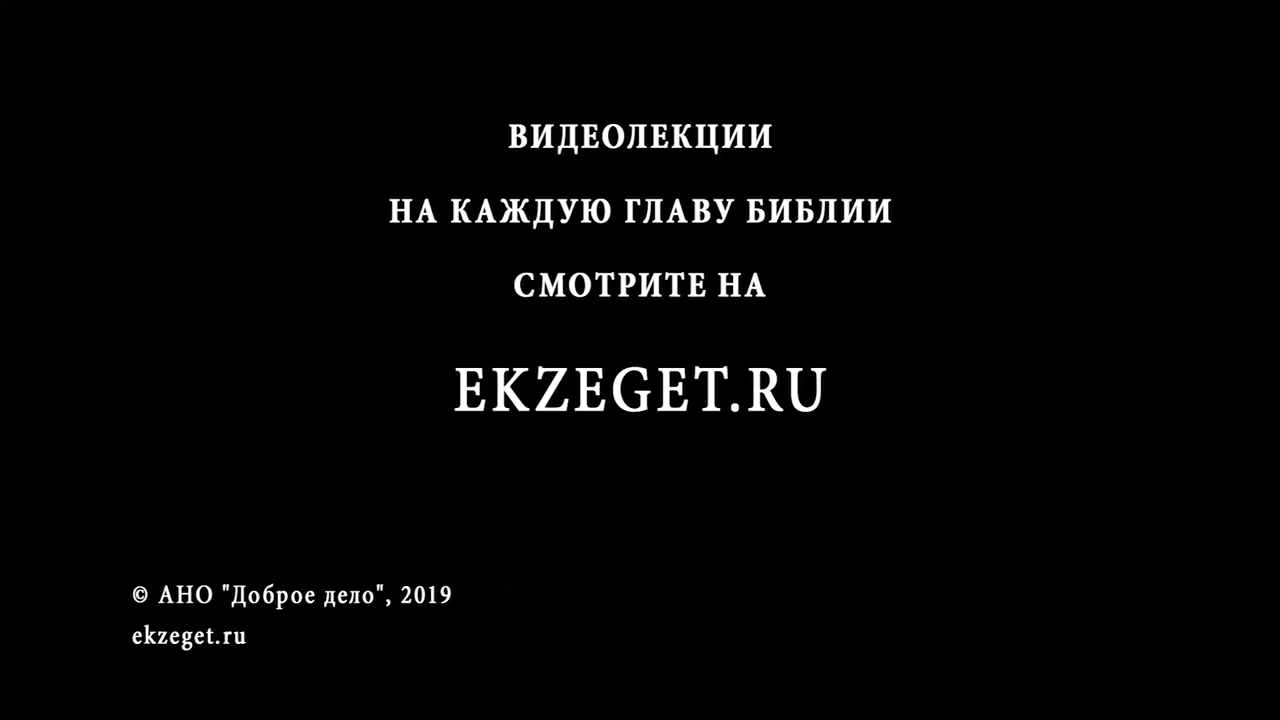 ВИДЕОЛЕКЦИИ
НА КАЖДУЮ ГЛАВУ БИБЛИИ
СМОТРИТЕ НА
EKZEGET.RU
© АНО "Доброе дело", 2019
ekzeget.ru